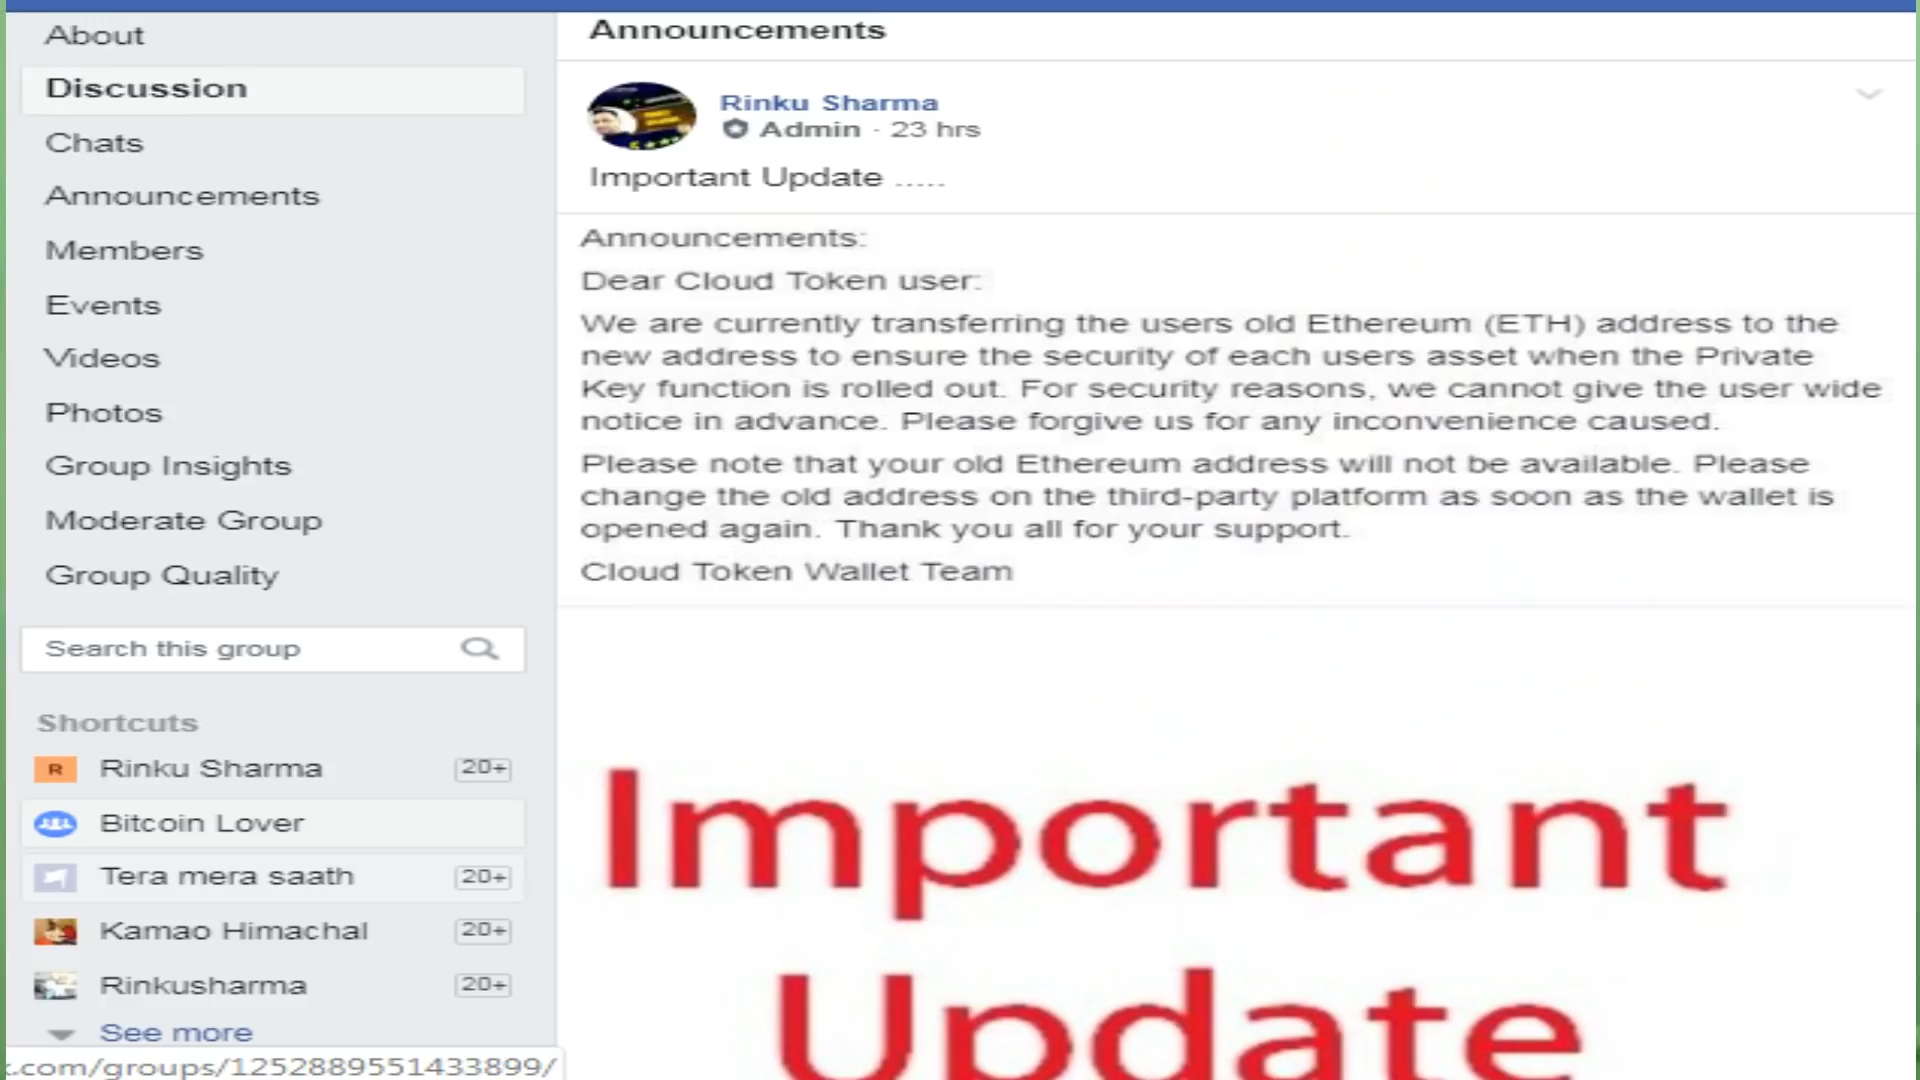 About
Discussion
Chats
Announcements
Members
Events
Videos
Photos
Group Insights
Moderate Group
Group Quality
Search this group
Shortcuts
R
Rinku Sharma 20+
Bitcoin Lover
Tera mera saath 20+
Kamao Himachal 20+
Rinkusharma 20+
See more
.com/groups/1252889551433899/
Announcements
Rinku Sharma
Admin · 23 hrs
Important Update .....
Announcements:
Dear Cloud Token user:
We are currently transferring the users old Ethereum (ETH) address to the
new address to ensure the security of each users asset when the Private
Key function is rolled out. For security reasons, we cannot give the user wide
notice in advance. Please forgive us for any inconvenience caused.
Please note that your old Ethereum address will not be available. Please
change the old address on the third-party platform as soon as the wallet is
opened again. Thank you all for your support.
Cloud Token Wallet Team
Important
Update